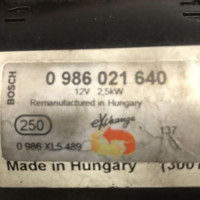 BOSCH
0 986 021 640
12V 2,5kW
Remanufactured in Hungary
250
eXchange
0 986 XL5 489
137
Made in Hungary (300